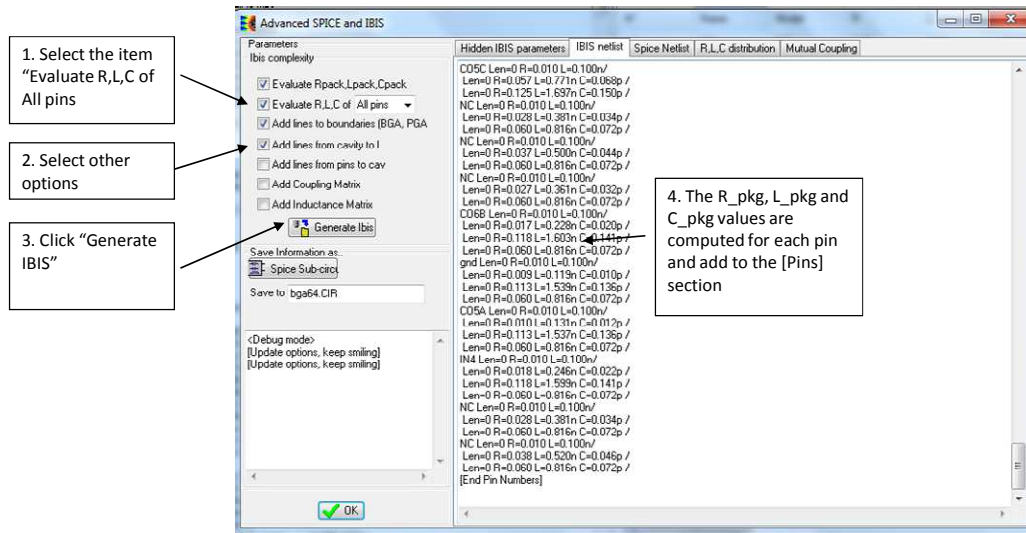 Advanced SPICE and IBIS
1. Select the item
“Evaluate R,L,C of
All pins
2. Select other
options
3. Click “Generate
IBIS”
Parameters
Ibis complexity
Evaluate Rpack,Lpack,Cpack
Evaluate R,L,C of All pins
Add lines to boundaries (BGA, PGA
Add lines from cavity to l
Add lines from pins to cav
Add Coupling Matrix
Add Inductance Matrix
Generate Ibis
Save Information as..
Spice Sub-circu
Save to bga64.CIR
<Debug mode>
[Update options, keep smiling]
[Update options, keep smiling]
OK
Hidden IBIS parameters IBIS netlist Spice Netlist R,L,C distribution Mutual Coupling
CO5C Len=0 R=0.010 L=0.100n/
Len=0 R=0.057 L=0.771n C=0.068p /
Len=0 R=0.125 L=1.697n C=0.150p /
NC Len=0 R=0.010 L=0.100n/
Len=0 R=0.028 L=0.381n C=0.034p /
Len=0 R=0.060 L=0.816n C=0.072p /
NC Len=0 R=0.010 L=0.100n/
Len=0 R=0.037 L=0.500n C=0.044p /
Len=0 R=0.060 L=0.816n C=0.072p /
NC Len=0 R=0.010 L=0.100n/
Len=0 R=0.027 L=0.361n C=0.032p /
Len=0 R=0.060 L=0.816n C=0.072p /
CO6B Len=0 R=0.010 L=0.100n/
Len=0 R=0.017 L=0.228n C=0.020p /
Len=0 R=0.118 L=1.603n C=0.141p /
Len=0 R=0.060 L=0.816n C=0.072p /
gnd Len=0 R=0.010 L=0.100n/
Len=0 R=0.009 L=0.119n C=0.010p /
Len=0 R=0.113 L=1.539n C=0.136p /
Len=0 R=0.060 L=0.816n C=0.072p /
CO5A Len=0 R=0.010 L=0.100n/
Len=0 R=0.010 L=0.131n C=0.012p /
Len=0 R=0.113 L=1.537n C=0.136p /
Len=0 R=0.060 L=0.816n C=0.072p /
IN4 Len=0 R=0.010 L=0.100n/
Len=0 R=0.018 L=0.246n C=0.022p /
Len=0 R=0.118 L=1.599n C=0.141p /
Len=0 R=0.060 L=0.816n C=0.072p /
NC Len=0 R=0.010 L=0.100n/
Len=0 R=0.028 L=0.381n C=0.034p /
Len=0 R=0.060 L=0.816n C=0.072p /
NC Len=0 R=0.010 L=0.100n/
Len=0 R=0.038 L=0.520n C=0.046p /
Len=0 R=0.060 L=0.816n C=0.072p /
[End Pin Numbers]
4. The R_pkg, L_pkg and
C_pkg values are
computed for each pin
and add to the [Pins]
section